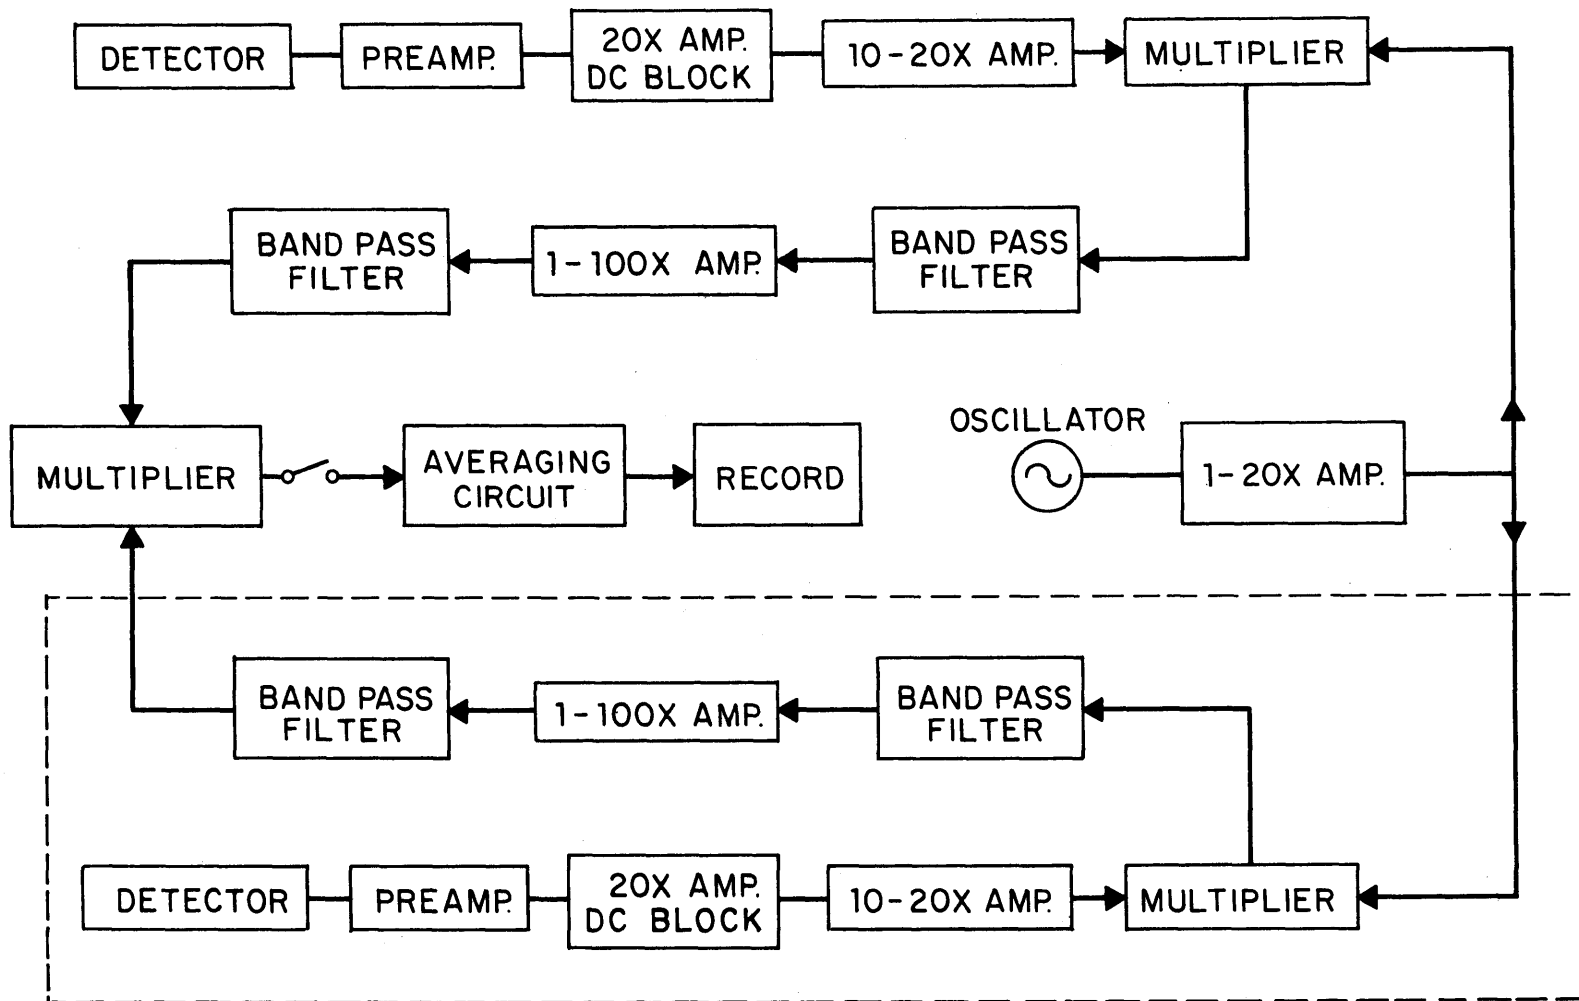 DETECTOR
PREAMP.
20X AMP.
DC BLOCK
10-20X AMP.
MULTIPLIER
BAND PASS
FILTER
1-100X AMP.
BAND PASS
FILTER
OSCILLATOR
MULTIPLIER
AVERAGING
CIRCUIT
RECORD
1-20X AMP.
BAND PASS
FILTER
1-100X AMP.
BAND PASS
FILTER
DETECTOR
PREAMP.
20X AMP.
DC BLOCK
10-20X AMP.
MULTIPLIER